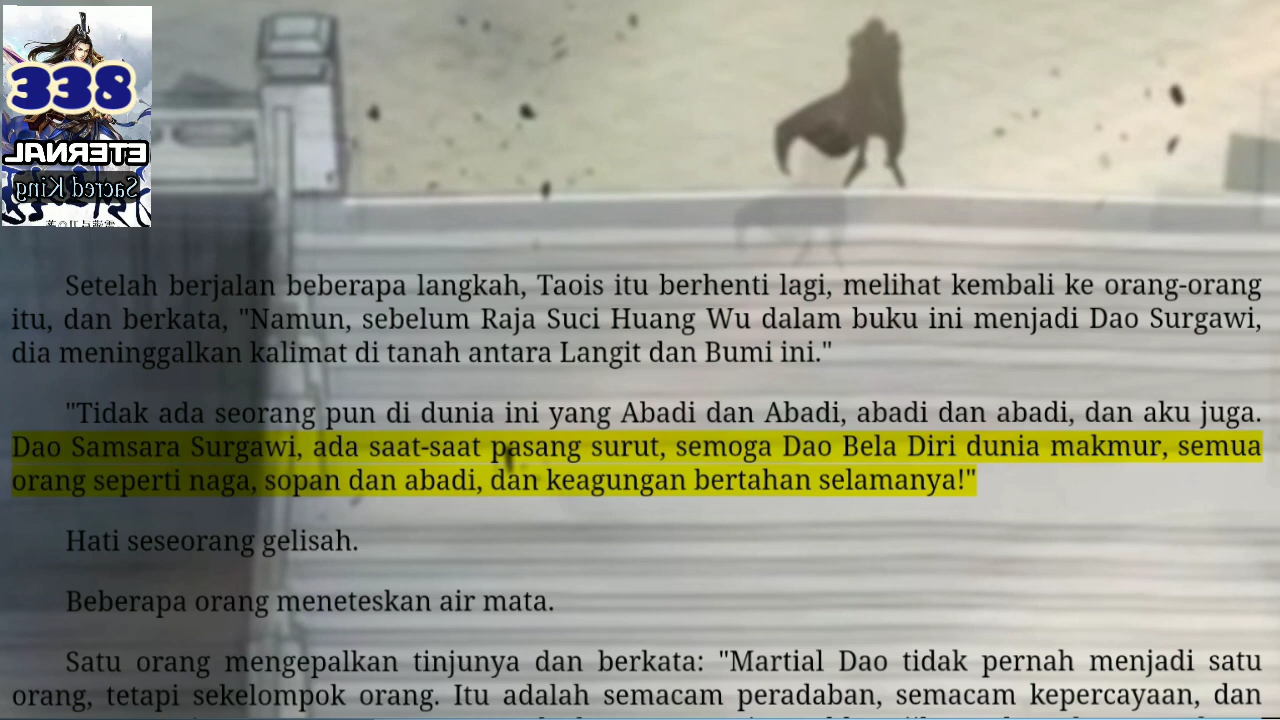 338
ETERNAL
Sacred King
Setelah berjalan beberapa langkah, Taois itu berhenti lagi, melihat kembali ke orang-orang
itu, dan berkata, "Namun, sebelum Raja Suci Huang Wu dalam buku ini menjadi Dao Surgawi,
dia meninggalkan kalimat di tanah antara Langit dan Bumi ini."
"Tidak ada seorang pun di dunia ini yang Abadi dan Abadi, abadi dan abadi, dan aku juga.
Dao Samsara Surgawi, ada saat-saat pasang surut, semoga Dao Bela Diri dunia makmur, semua
orang seperti naga, sopan dan abadi, dan keagungan bertahan selamanya!"
Hati seseorang gelisah.
Beberapa orang meneteskan air mata.
Satu orang mengepalkan tinjunya dan berkata: "Martial Dao tidak pernah menjadi satu
orang, tetapi sekelompok orang. Itu adalah semacam peradaban, semacam kepercayaan, dan